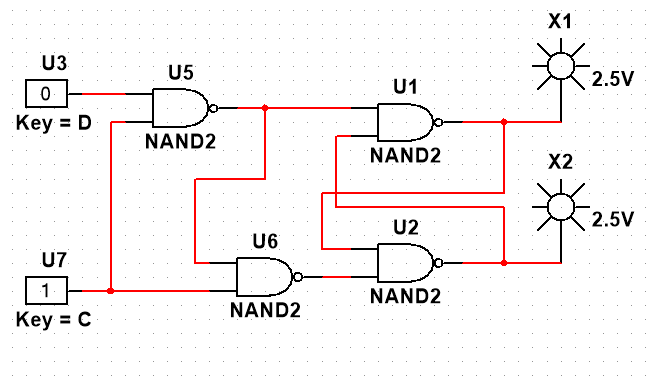 X1
2.5V
U3
0
Key = D
U5
NAND2
U1
NAND2
X2
2.5V
U7
1
Key = C
U6
NAND2
U2
NAND2